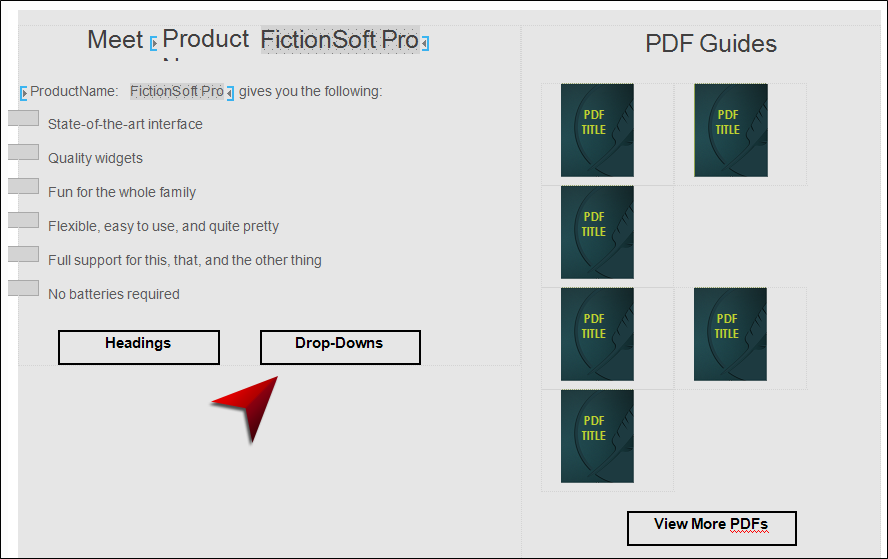 Meet Product FictionSoft Pro
ProductName: FictionSoft Pro gives you the following:
State-of-the-art interface
Quality widgets
Fun for the whole family
Flexible, easy to use, and quite pretty
Full support for this, that, and the other thing
No batteries required
Headings
Drop-Downs
PDF Guides
PDF
TITLE
PDF
TITLE
PDF
TITLE
PDF
TITLE
PDF
TITLE
PDF
TITLE
View More PDFs